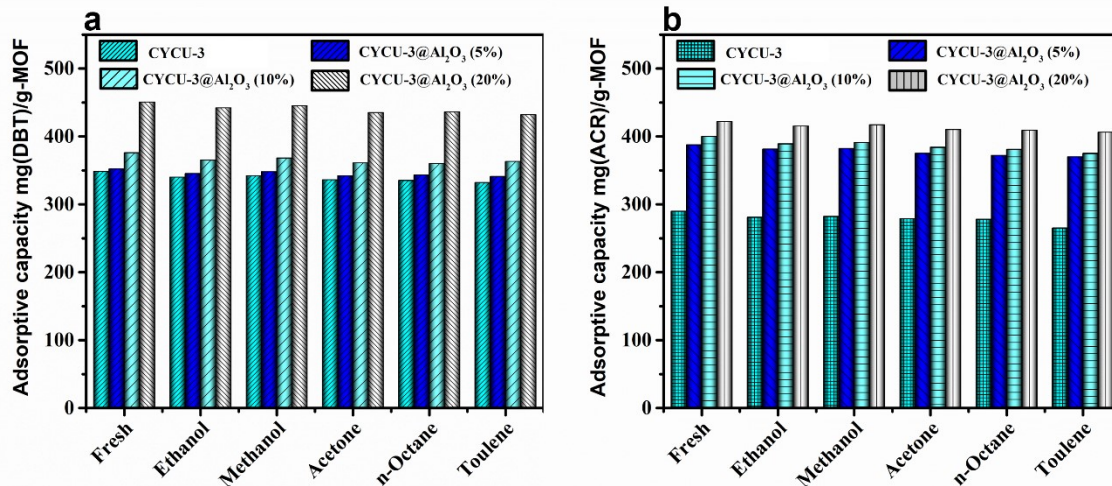 a
CYCU-3
CYCU-3@Al₂O₃ (5%)
CYCU-3@Al₂O₃ (10%)
CYCU-3@Al₂O₃ (20%)
Adsorptive capacity mg(DBT)/g-MOF
500
400
300
200
100
0
Fresh
Ethanol
Methanol
Acetone
n-Octane
Toulene
b
CYCU-3
CYCU-3@Al₂O₃ (5%)
CYCU-3@Al₂O₃ (10%)
CYCU-3@Al₂O₃ (20%)
Adsorptive capacity mg(ACR)/g-MOF
500
400
300
200
100
0
Fresh
Ethanol
Methanol
Acetone
n-Octane
Toulene